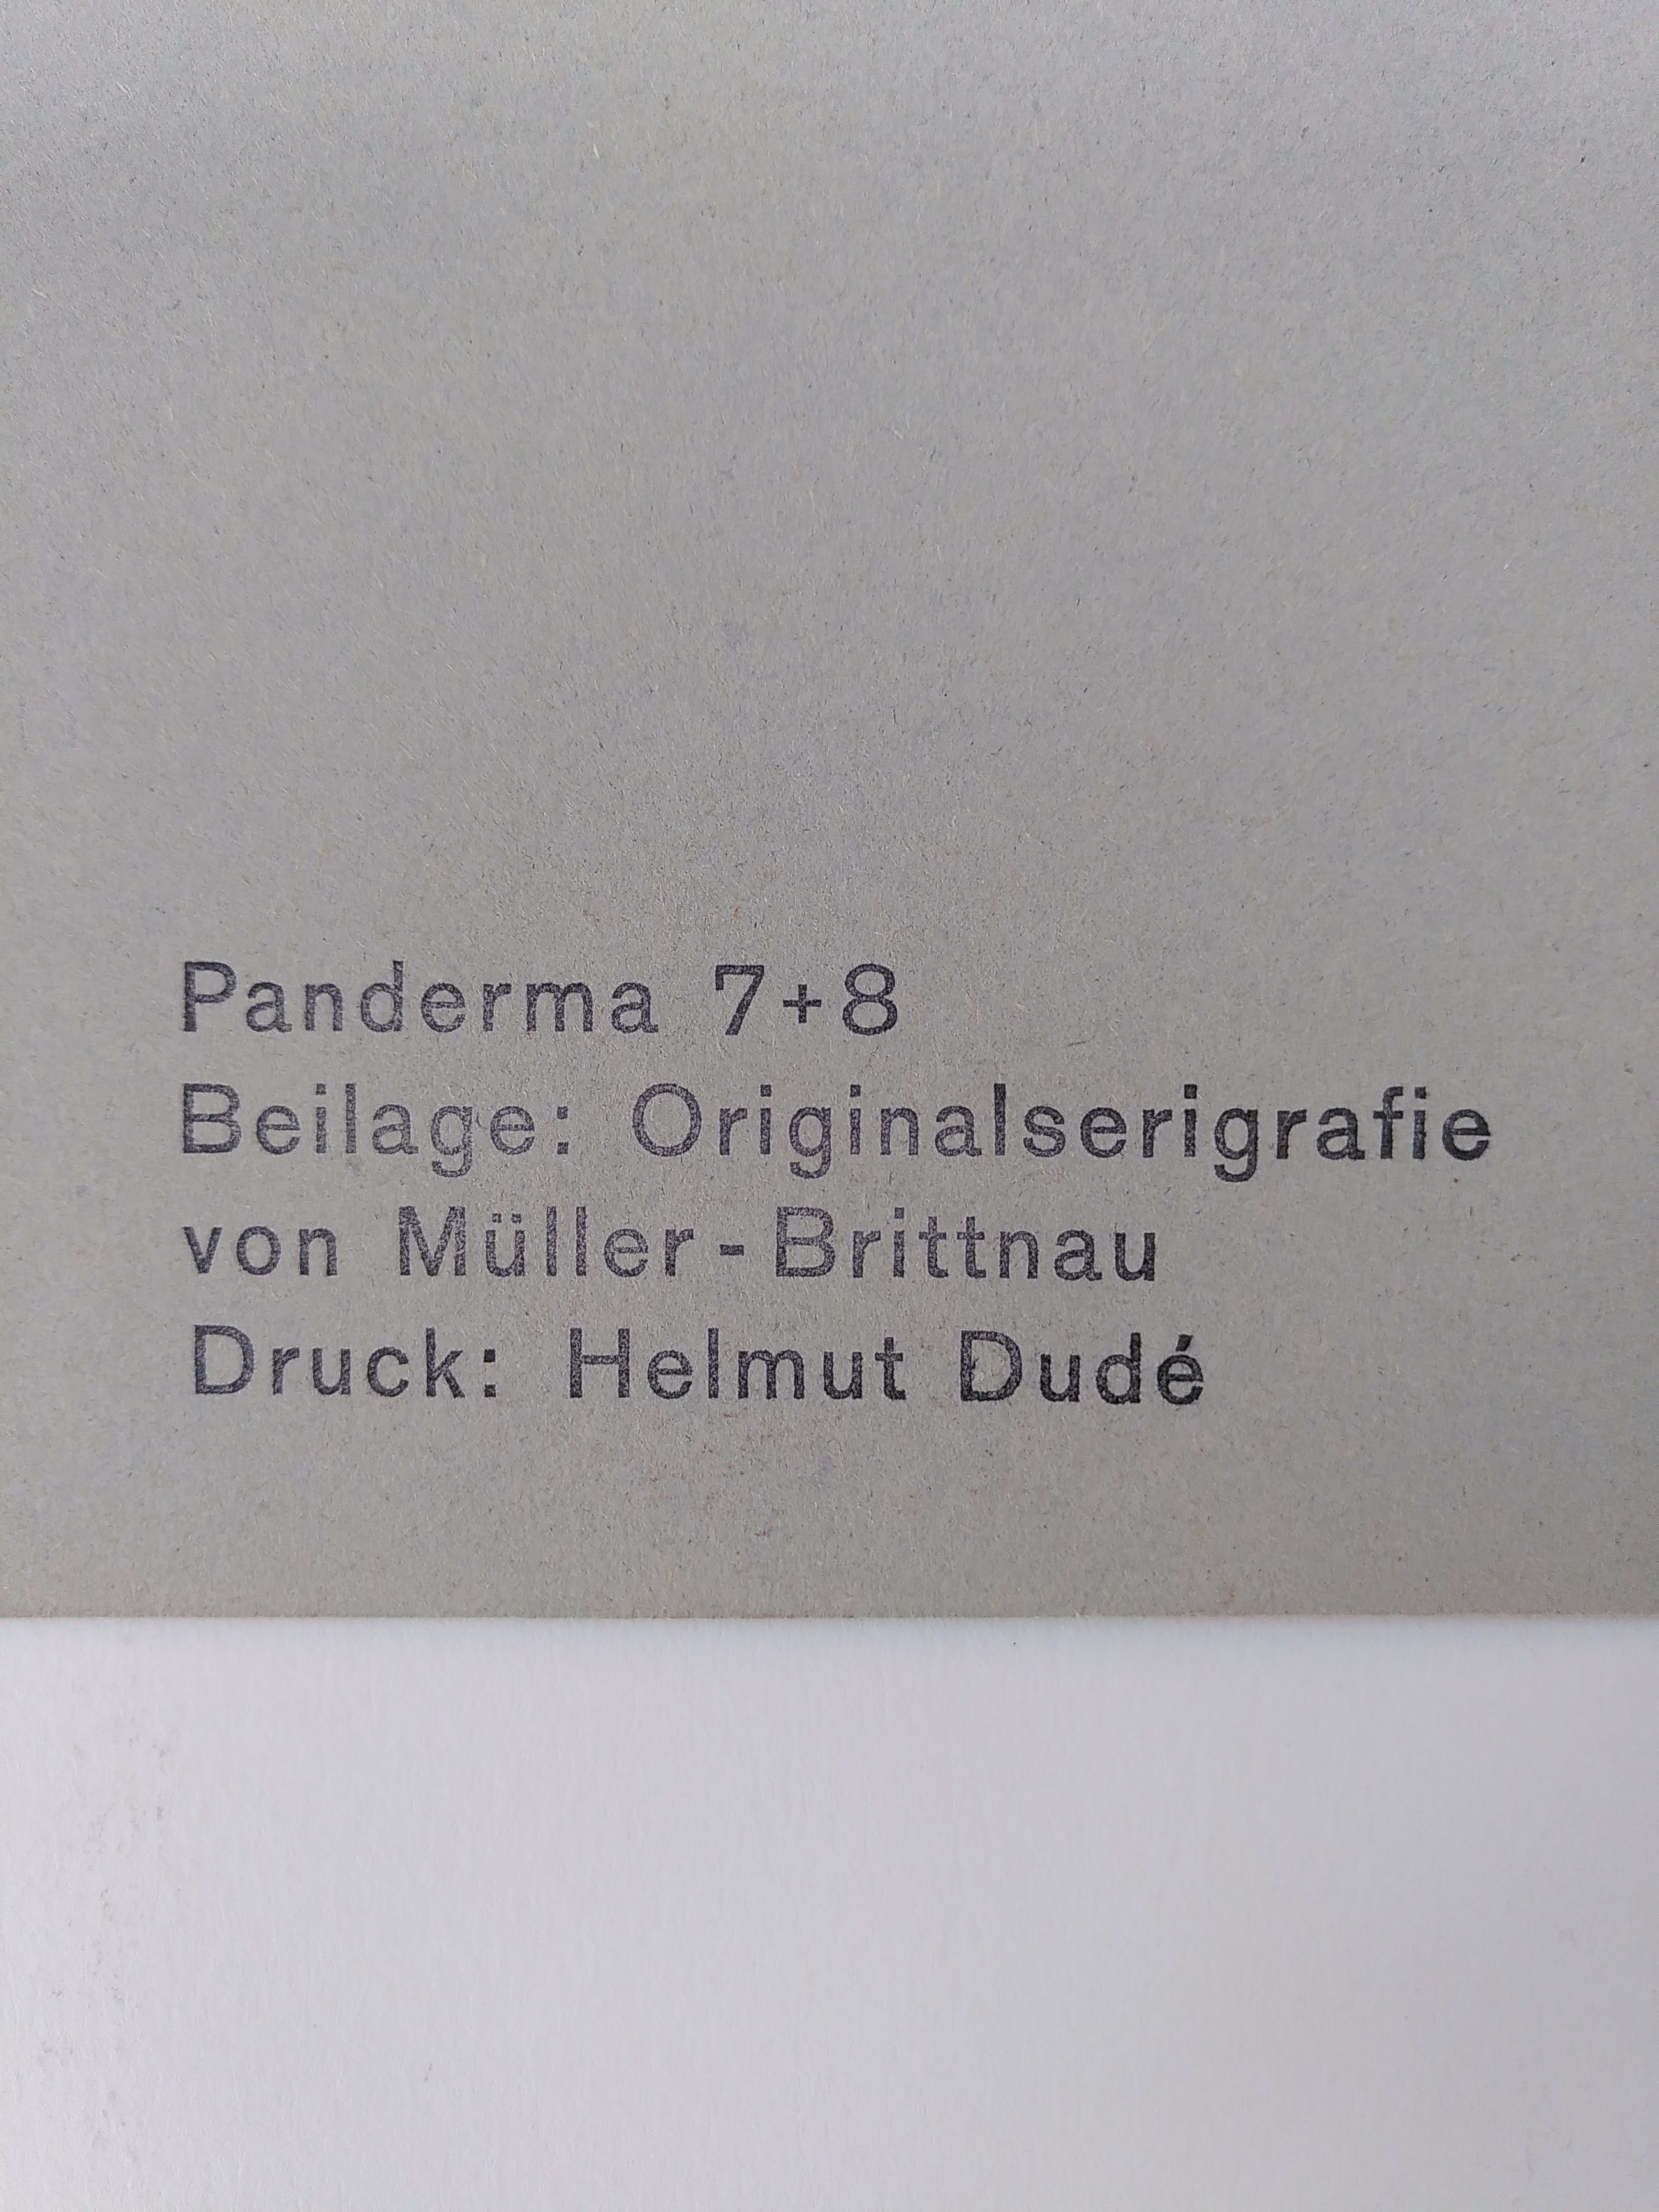 Panderma 7+8
Beilage: Originalserigrafie
von Müller-Brittnau
Druck: Helmut Dudé